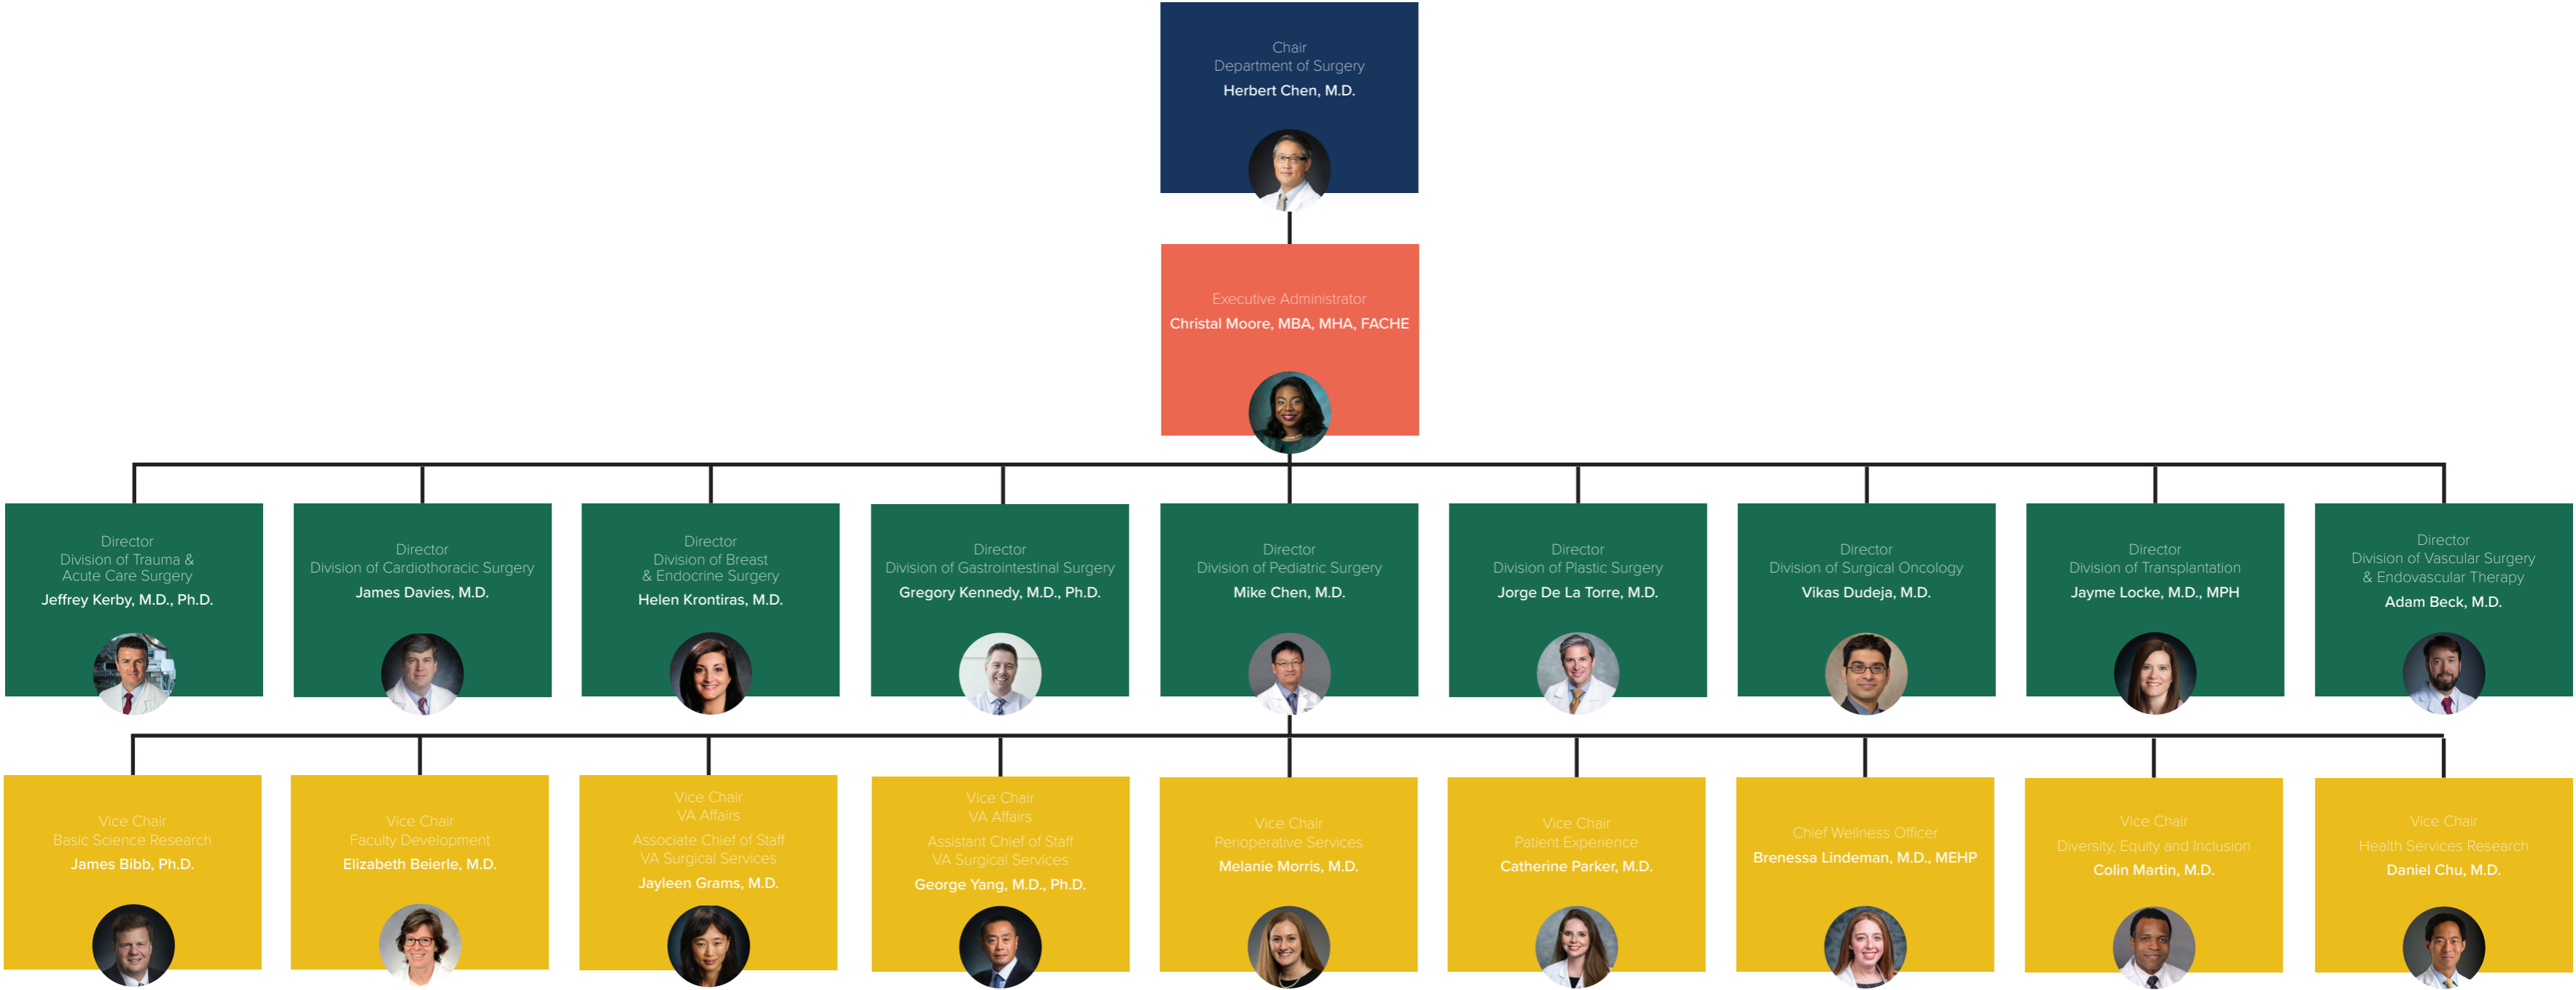 Chair
Department of Surgery
Herbert Chen, M.D.
Executive Administrator
Christal Moore, MBA, MHA, FACHE
Director
Division of Trauma &
Acute Care Surgery
Jeffrey Kerby, M.D., Ph.D.
Director
Division of Cardiothoracic Surgery
James Davies, M.D.
Director
Division of Breast
& Endocrine Surgery
Helen Krontiras, M.D.
Director
Division of Gastrointestinal Surgery
Gregory Kennedy, M.D., Ph.D.
Director
Division of Pediatric Surgery
Mike Chen, M.D.
Director
Division of Plastic Surgery
Jorge De La Torre, M.D.
Director
Division of Surgical Oncology
Vikas Dudeja, M.D.
Director
Division of Transplantation
Jayme Locke, M.D., MPH
Director
Division of Vascular Surgery
& Endovascular Therapy
Adam Beck, M.D.
Vice Chair
Basic Science Research
James Bibb, Ph.D.
Vice Chair
Faculty Development
Elizabeth Beierle, M.D.
Vice Chair
VA Affairs
Associate Chief of Staff
VA Surgical Services
Jayleen Grams, M.D.
Vice Chair
VA Affairs
Assistant Chief of Staff
VA Surgical Services
George Yang, M.D., Ph.D.
Vice Chair
Perioperative Services
Melanie Morris, M.D.
Vice Chair
Patient Experience
Catherine Parker, M.D.
Chief Wellness Officer
Brenessa Lindeman, M.D., MEHP
Vice Chair
Diversity, Equity and Inclusion
Colin Martin, M.D.
Vice Chair
Health Services Research
Daniel Chu, M.D.